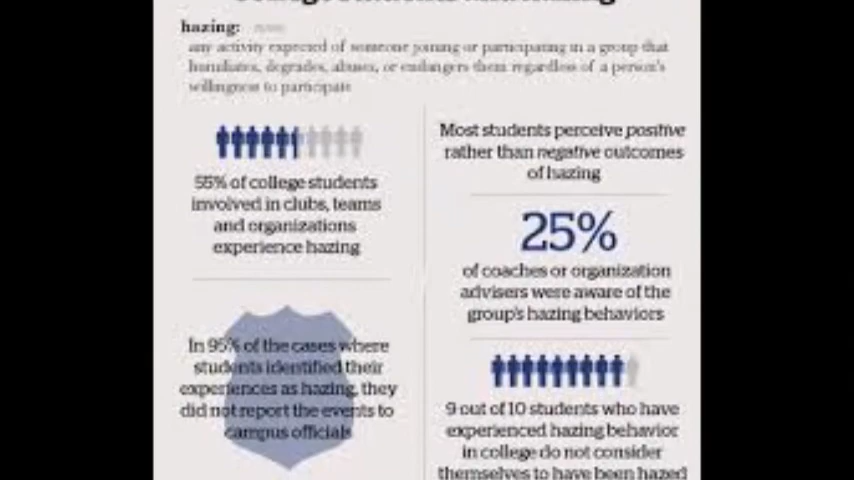 College Students and Hazing
hazing: noun
any activity expected of someone joining or participating in a group that
humiliates, degrades, abuses, or endangers them regardless of a person's
willingness to participate
55% of college students
involved in clubs, teams
and organizations
experience hazing
In 95% of the cases where
students identified their
experiences as hazing, they
did not report the events to
campus officials
Most students perceive positive
rather than negative outcomes
of hazing
25%
of coaches or organization
advisers were aware of the
group's hazing behaviors
9 out of 10 students who have
experienced hazing behavior
in college do not consider
themselves to have been hazed